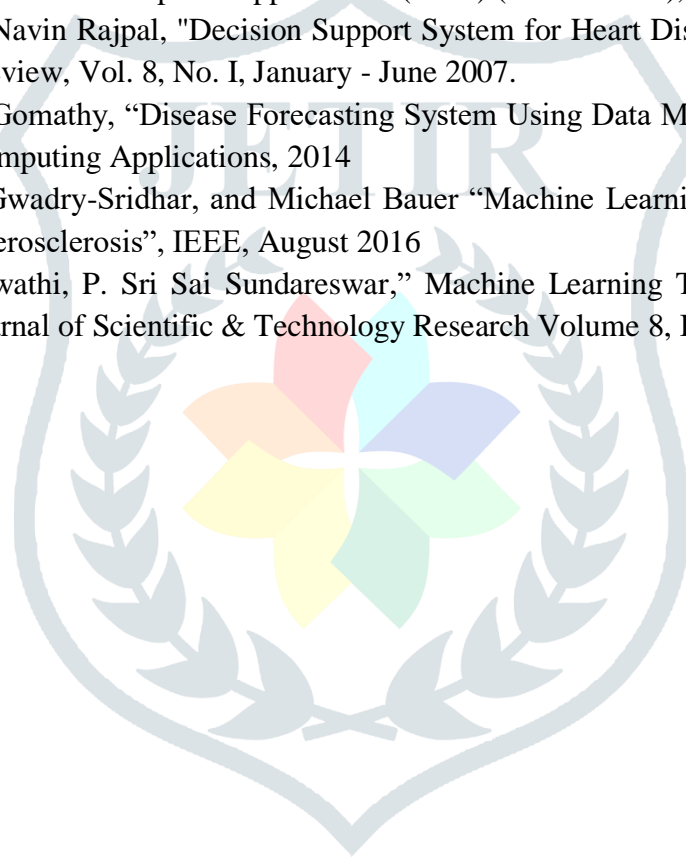 Navin Rajpal, "Decision Support System for Heart Dis
view, Vol. 8, No. I, January - June 2007.
Gomathy, “Disease Forecasting System Using Data M
mputing Applications, 2014
Gwadry-Sridhar, and Michael Bauer “Machine Learni
erosclerosis”, IEEE, August 2016
wathi, P. Sri Sai Sundareswar,” Machine Learning T
rnal of Scientific & Technology Research Volume 8, I
JETIR